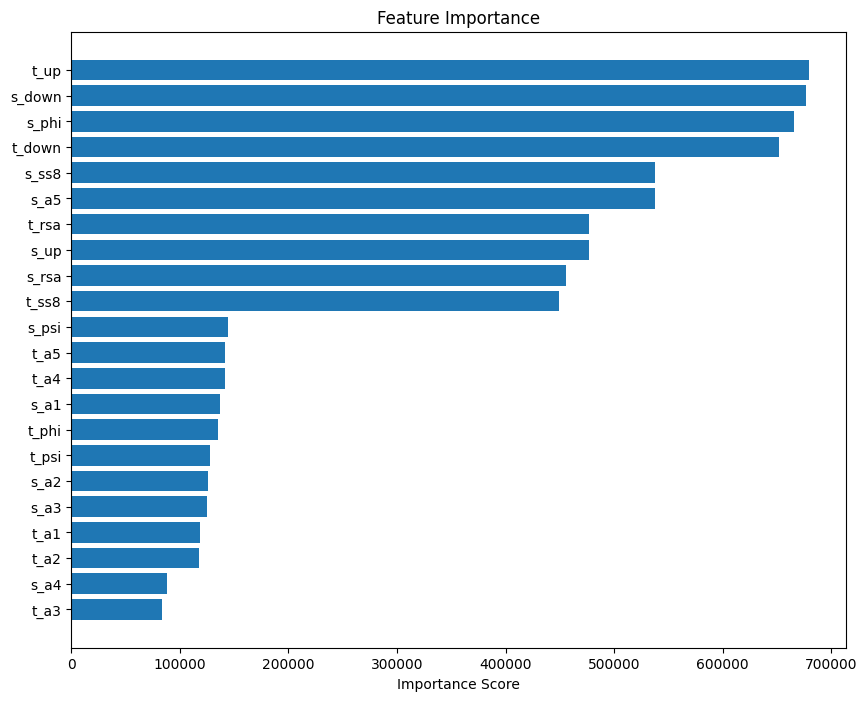 Feature Importance
t_up
s_down
s_phi
t_down
s_ss8
s_a5
t_rsa
s_up
s_rsa
t_ss8
s_psi
t_a5
t_a4
s_a1
t_phi
t_psi
s_a2
s_a3
t_a1
t_a2
s_a4
t_a3
0 100000 200000 300000 400000 500000 600000 700000
Importance Score